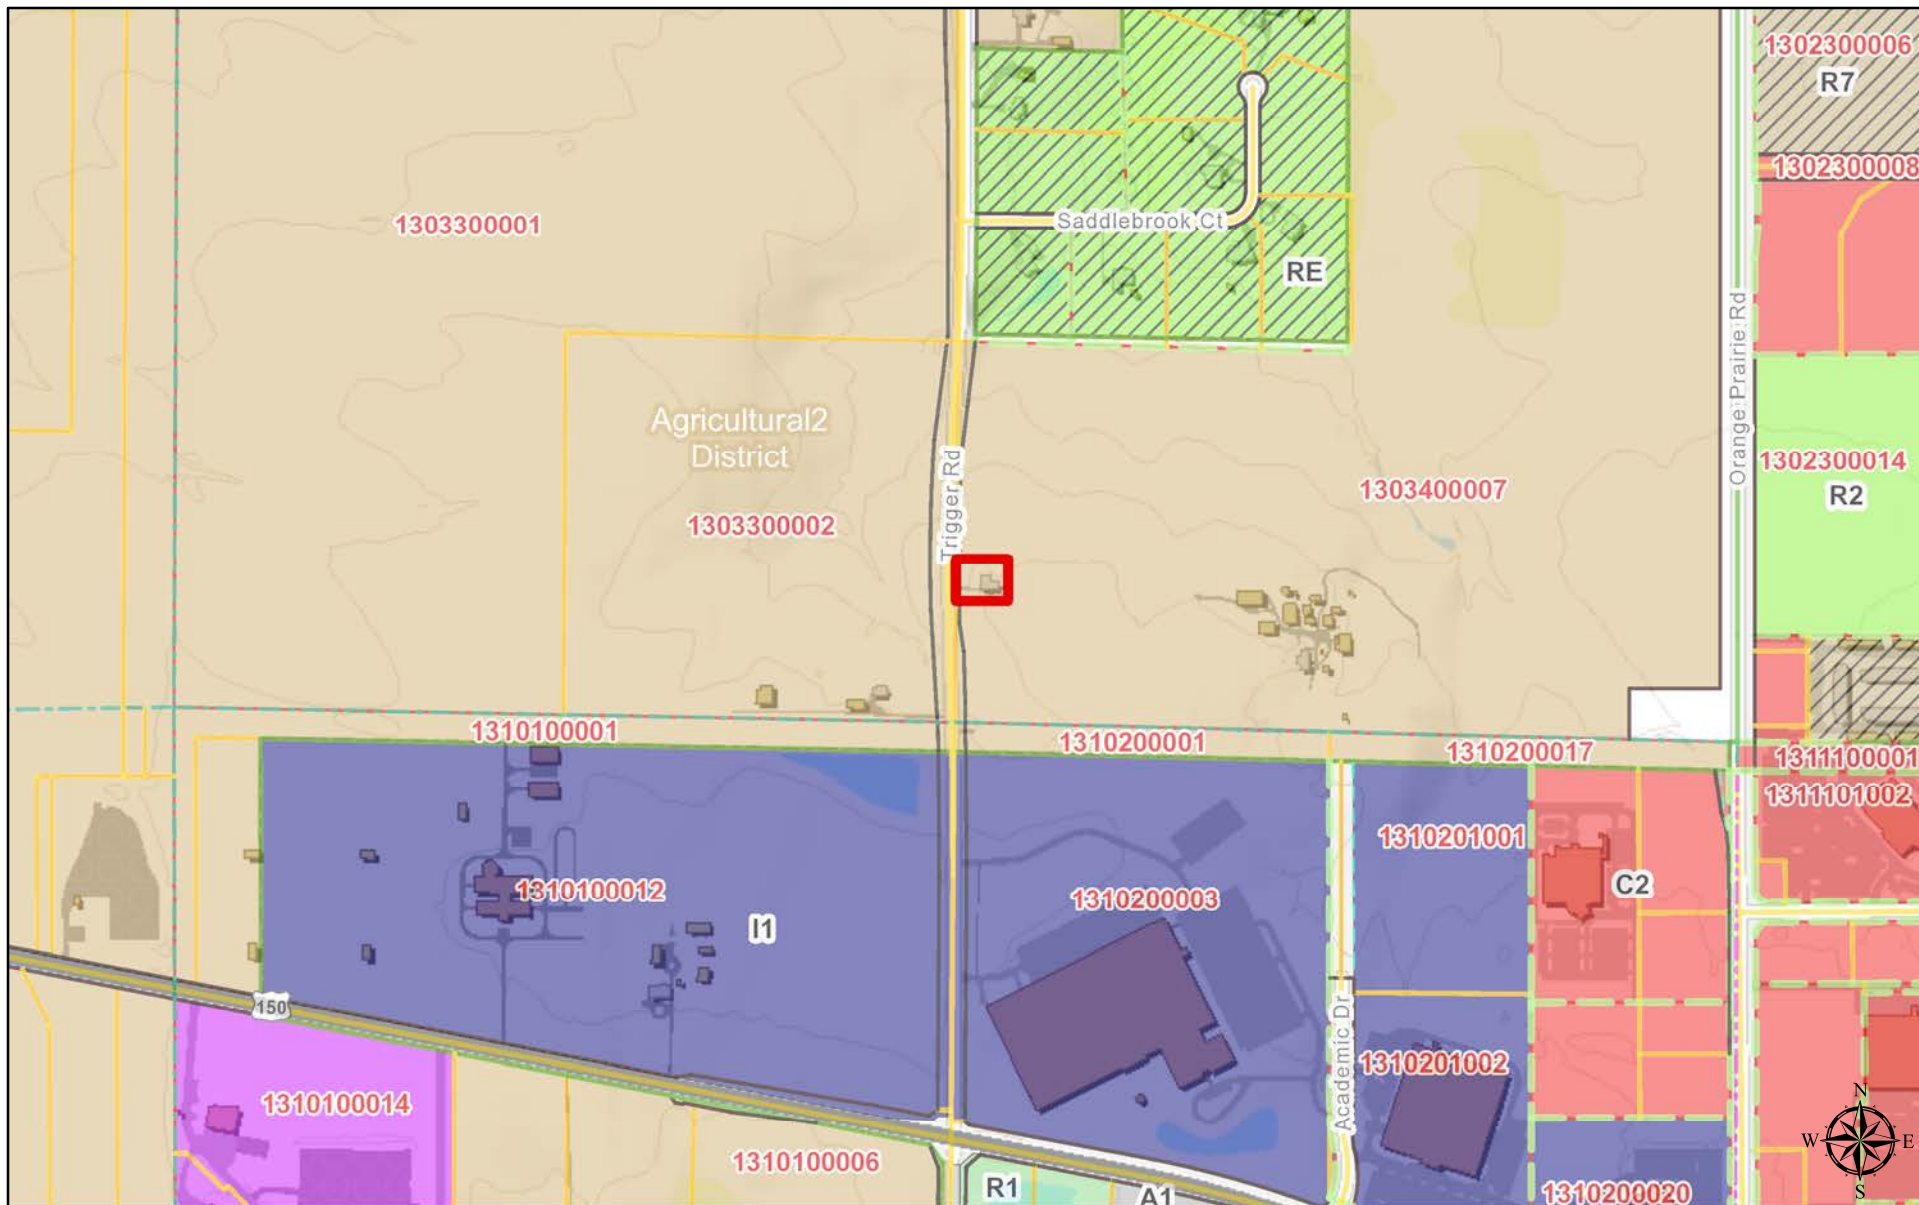 1302300006
R7
1302300008
1303300001
Saddlebrook Ct
RE
Orange Prairie Rd
Agricultural2
District
Trigger Rd
1302300014
R2
1303400007
1303300002
1310100001
1310200001
1310200017
1311100001
1311101002
1310201001
1310100012
I1
1310200003
C2
150
Academic Dr
1310201002
1310100014
1310100006
R1
A1
1310200020
N
W
E
S